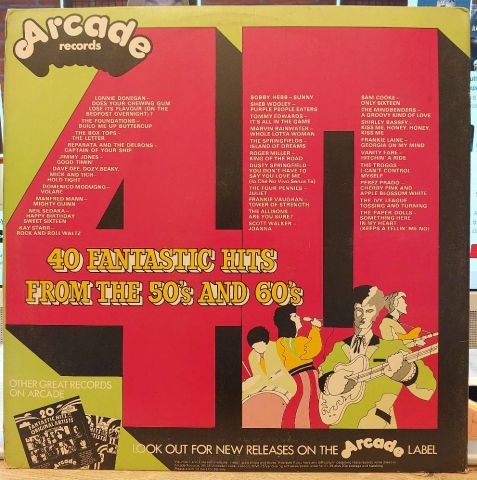 Arcade
records
LONNIE DONEGAN –
DOES YOUR CHEWING GUM
LOSE ITS FLAVOUR (ON THE
BEDPOST OVERNIGHT)?
THE FOUNDATIONS –
BUILD ME UP BUTTERCUP
THE BOX TOPS –
THE LETTER
REPARATA AND THE DELRONS –
CAPTAIN OF YOUR SHIP
JIMMY JONES –
GOOD TIMIN'
DAVE DEE, DOZY, BEAKY,
MICK AND TICH –
HOLD TIGHT
DOMENICO MODUGNO –
VOLARE
MANFRED MANN –
MIGHTY QUINN
NEIL SEDAKA –
HAPPY BIRTHDAY
SWEET SIXTEEN
KAY STARR –
ROCK AND ROLL WALTZ
BOBBY HEBB – SUNNY
SHEB WOOLEY –
PURPLE PEOPLE EATERS
TOMMY EDWARDS –
IT'S ALL IN THE GAME
MARVIN RAINWATER –
WHOLE LOTTA WOMAN
THE SPRINGFIELDS –
ISLAND OF DREAMS
ROGER MILLER –
KING OF THE ROAD
DUSTY SPRINGFIELD
YOU DON'T HAVE TO
SAY YOU LOVE ME
(Io Che No Vivo Senza Te)
THE FOUR PENNIES –
JULIET
FRANKIE VAUGHAN –
TOWER OF STRENGTH
THE ALLISONS –
ARE YOU SURE?
SCOTT WALKER
JOANNA
SAM COOKE –
ONLY SIXTEEN
THE MINDBENDERS –
A GROOVY KIND OF LOVE
SHIRLEY BASSEY –
KISS ME, HONEY, HONEY,
KISS ME
FRANKIE LAINE –
GEORGIA ON MY MIND
VANITY FARE –
HITCHIN' A RIDE
THE TROGGS
I CAN'T CONTROL
MYSELF
PEREZ PRADO –
CHERRY PINK AND
APPLE BLOSSOM WHITE
THE IVY LEAGUE
TOSSING AND TURNING
THE PAPER DOLLS –
SOMETHING HERE
IN MY HEART
(KEEPS A TELLIN' ME NO)
40 FANTASTIC HITS
FROM THE 50's AND 60's
OTHER GREAT RECORDS
ON ARCADE
20
FANTASTIC HITS
ORIGINAL ARTISTS
Arcade
LOOK OUT FOR NEW RELEASES ON THE Arcade LABEL